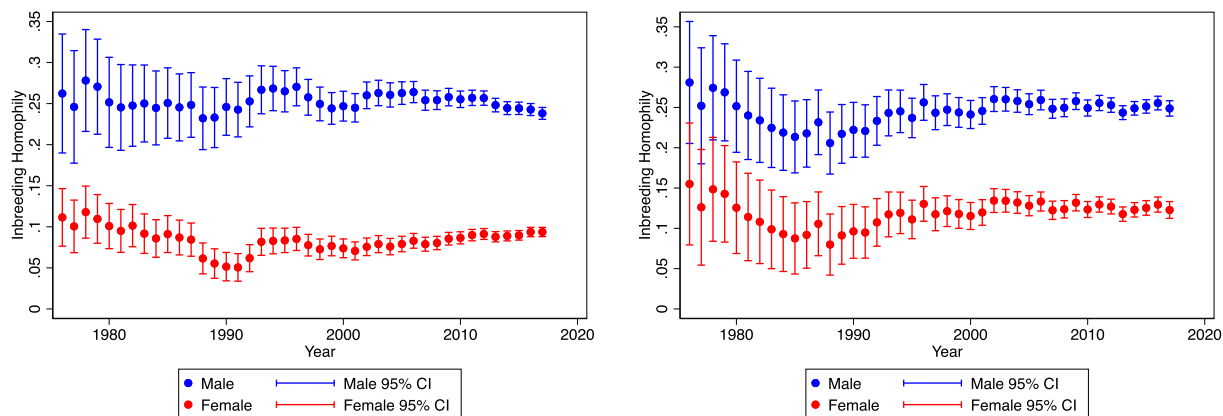 .35
.3
.25
.2
.15
.1
.05
0
Inbreeding Homophily
1980 1990 2000 2010 2020
Year
Male Male 95% CI
Female Female 95% CI
.35
.3
.25
.2
.15
.1
.05
0
Inbreeding Homophily
1980 1990 2000 2010 2020
Year
Male Male 95% CI
Female Female 95% CI